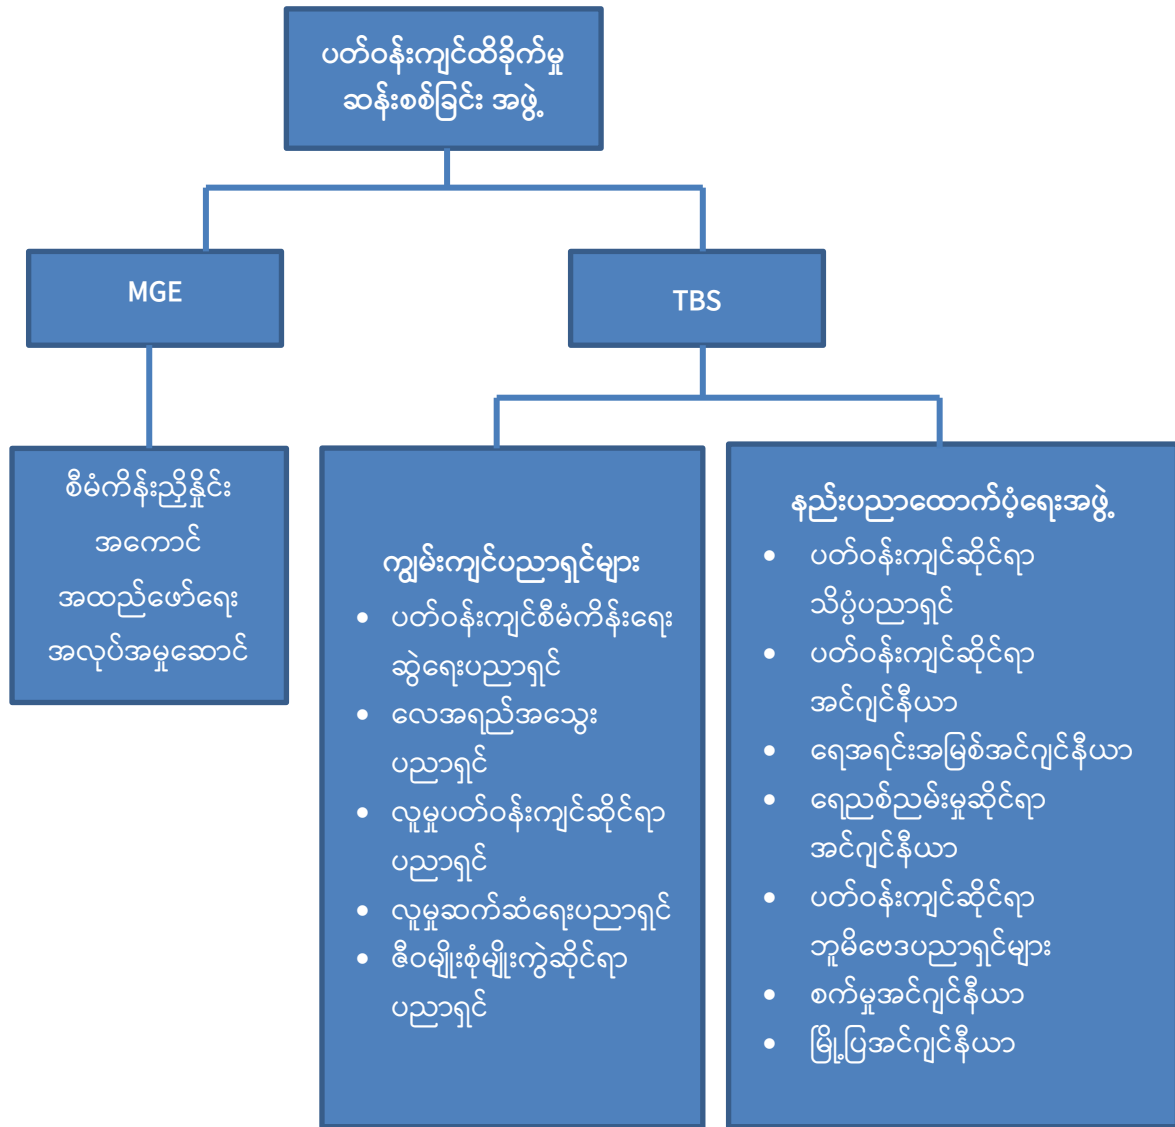 ပတ်ဝန်းကျင်ထိခိုက်မှု
ဆန်းစစ်ခြင်း အဖွဲ့
MGE
TBS
စီမံကိန်းညှိနှိုင်း
အကောင်
အထည်ဖော်ရေး
အလုပ်အမှုဆောင်
ကျွမ်းကျင်ပညာရှင်များ
• ပတ်ဝန်းကျင်စီမံကိန်းရေး
ဆွဲရေးပညာရှင်
• လေအရည်အသွေး
ပညာရှင်
• လူမှုပတ်ဝန်းကျင်ဆိုင်ရာ
ပညာရှင်
• လူမှုဆက်ဆံရေးပညာရှင်
• ဇီဝမျိုးစုံမျိုးကွဲဆိုင်ရာ
ပညာရှင်
နည်းပညာထောက်ပံ့ရေးအဖွဲ့
• ပတ်ဝန်းကျင်ဆိုင်ရာ
သိပ္ပံပညာရှင်
• ပတ်ဝန်းကျင်ဆိုင်ရာ
အင်ဂျင်နီယာ
• ရေအရင်းအမြစ်အင်ဂျင်နီယာ
• ရေညစ်ညမ်းမှုဆိုင်ရာ
အင်ဂျင်နီယာ
• ပတ်ဝန်းကျင်ဆိုင်ရာ
ဘူမိဗေဒပညာရှင်များ
• စက်မှုအင်ဂျင်နီယာ
• မြို့ပြအင်ဂျင်နီယာ